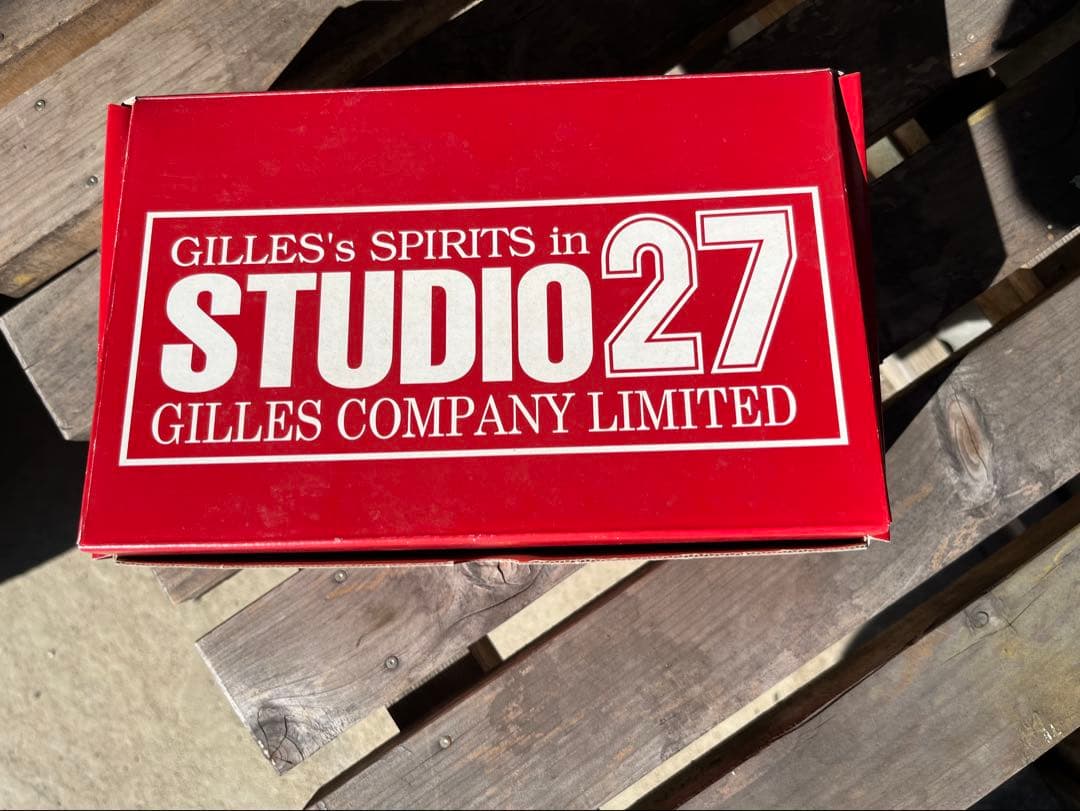 GILLES's SPIRITS in
STUDIO27
GILLES COMPANY LIMITED